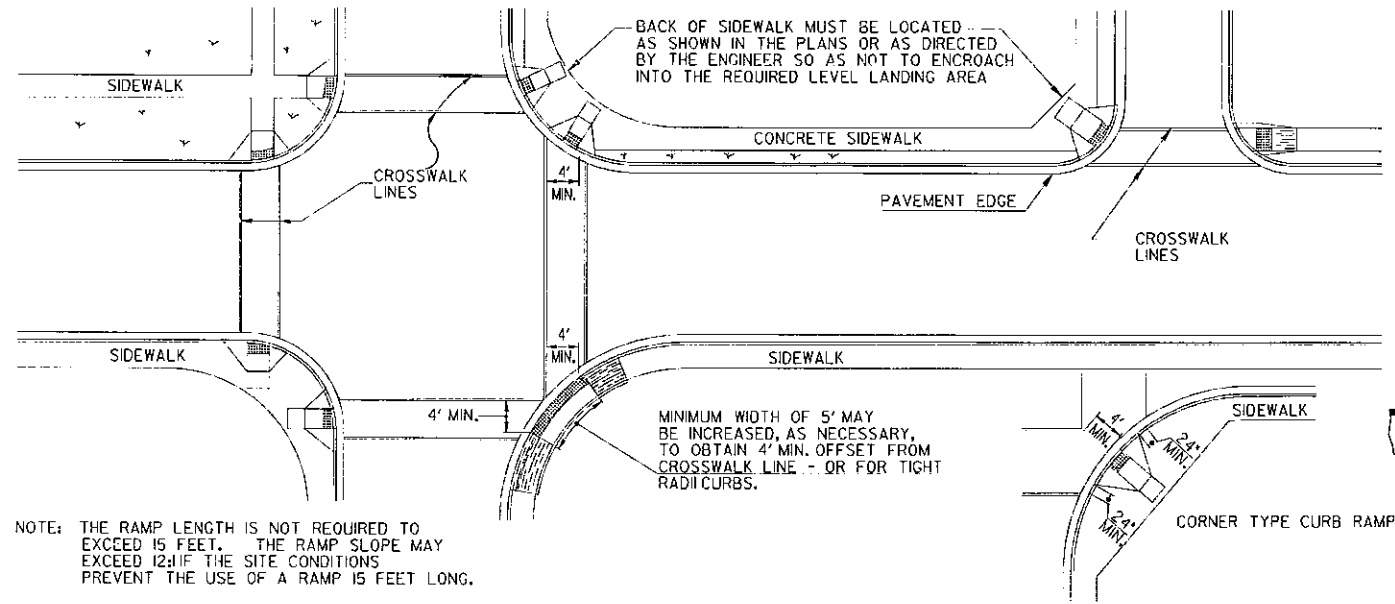 BACK OF SIDEWALK MUST BE LOCATED
AS SHOWN IN THE PLANS OR AS DIRECTED
BY THE ENGINEER SO AS NOT TO ENCROACH
INTO THE REQUIRED LEVEL LANDING AREA
SIDEWALK
CONCRETE SIDEWALK
CROSSWALK
LINES
4'
MIN.
PAVEMENT EDGE
CROSSWALK
LINES
SIDEWALK
4'
MIN.
SIDEWALK
4' MIN.
MINIMUM WIDTH OF 5' MAY
BE INCREASED, AS NECESSARY,
TO OBTAIN 4' MIN. OFFSET FROM
CROSSWALK LINE - OR FOR TIGHT
RADII CURBS.
SIDEWALK
4'
MIN.
24"
MIN.
24"
MIN.
CORNER TYPE CURB RAMP
NOTE: THE RAMP LENGTH IS NOT REQUIRED TO
EXCEED 15 FEET. THE RAMP SLOPE MAY
EXCEED 12:1 IF THE SITE CONDITIONS
PREVENT THE USE OF A RAMP 15 FEET LONG.